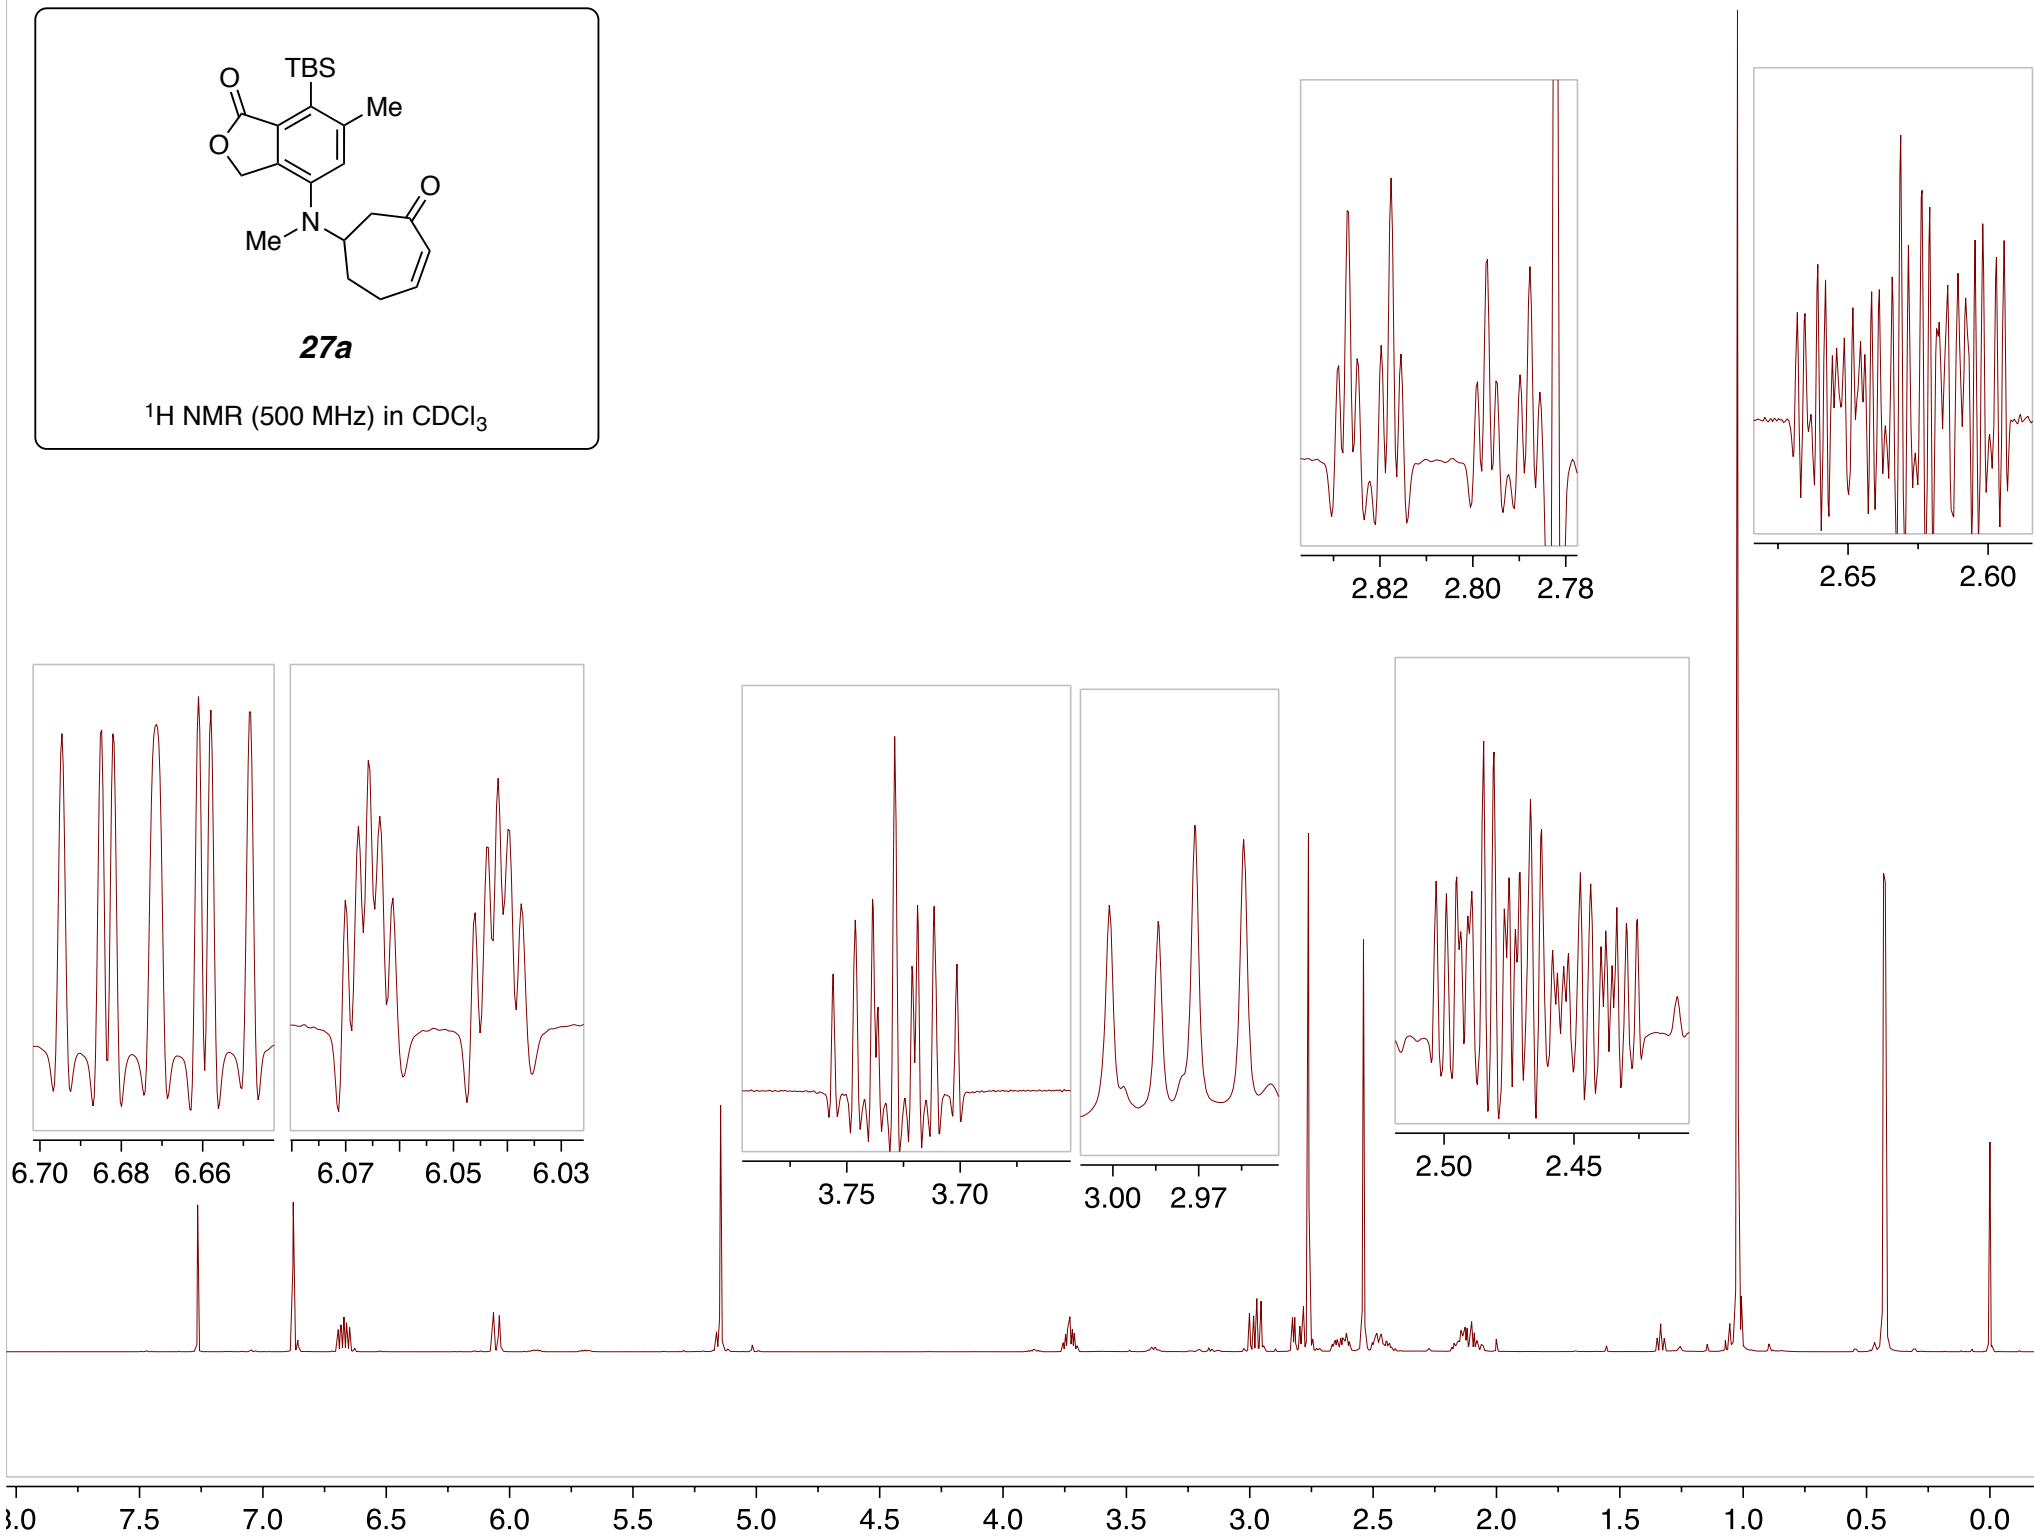 TBS
O
Me
O
O
N
Me
27a
¹H NMR (500 MHz) in CDCl₃
2.82 2.80 2.78
2.65 2.60
6.70 6.68 6.66
6.07 6.05 6.03
3.75 3.70
3.00 2.97
2.50 2.45
7.5 7.0 6.5 6.0 5.5 5.0 4.5 4.0 3.5 3.0 2.5 2.0 1.5 1.0 0.5 0.0